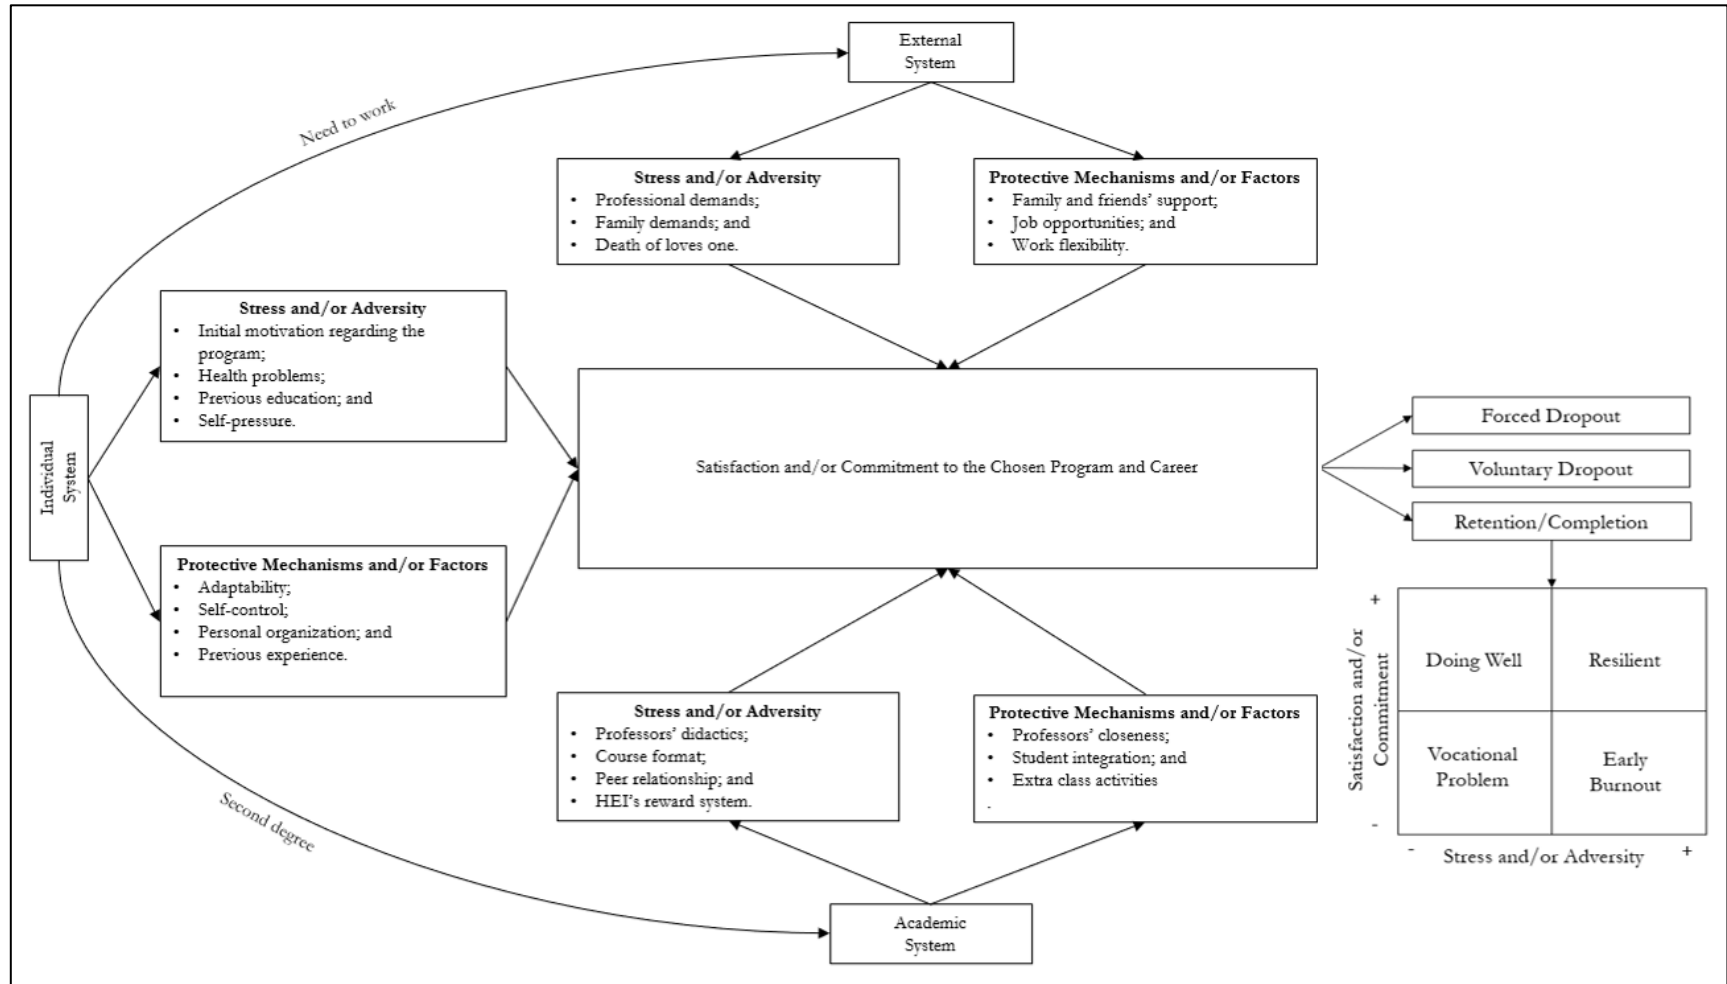 External
System
Need to work
Stress and/or Adversity
• Professional demands;
• Family demands; and
• Death of loves one.
Protective Mechanisms and/or Factors
• Family and friends' support;
• Job opportunities; and
• Work flexibility.
Stress and/or Adversity
• Initial motivation regarding the
program;
• Health problems;
• Previous education; and
• Self-pressure.
Individual
System
Satisfaction and/or Commitment to the Chosen Program and Career
Forced Dropout
Voluntary Dropout
Retention/Completion
Protective Mechanisms and/or Factors
• Adaptability;
• Self-control;
• Personal organization; and
• Previous experience.
Satisfaction and/or
Commitment
+
-
Doing Well
Resilient
Vocational
Problem
Early
Burnout
-
Stress and/or Adversity
+
Stress and/or Adversity
• Professors' didactics;
• Course format;
• Peer relationship; and
• HEI's reward system.
Protective Mechanisms and/or Factors
• Professors' closeness;
• Student integration; and
• Extra class activities
.
Second degree
Academic
System